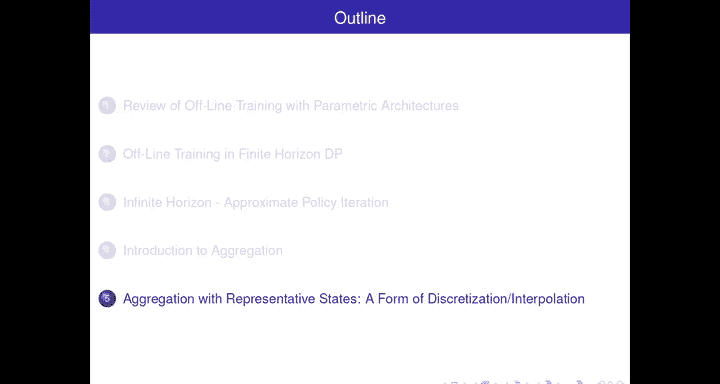 Outline
1 Review of Off-Line Training with Parametric Architectures
2 Off-Line Training in Finite Horizon DP
3 Infinite Horizon - Approximate Policy Iteration
4 Introduction to Aggregation
5 Aggregation with Representative States: A Form of Discretization/Interpolation